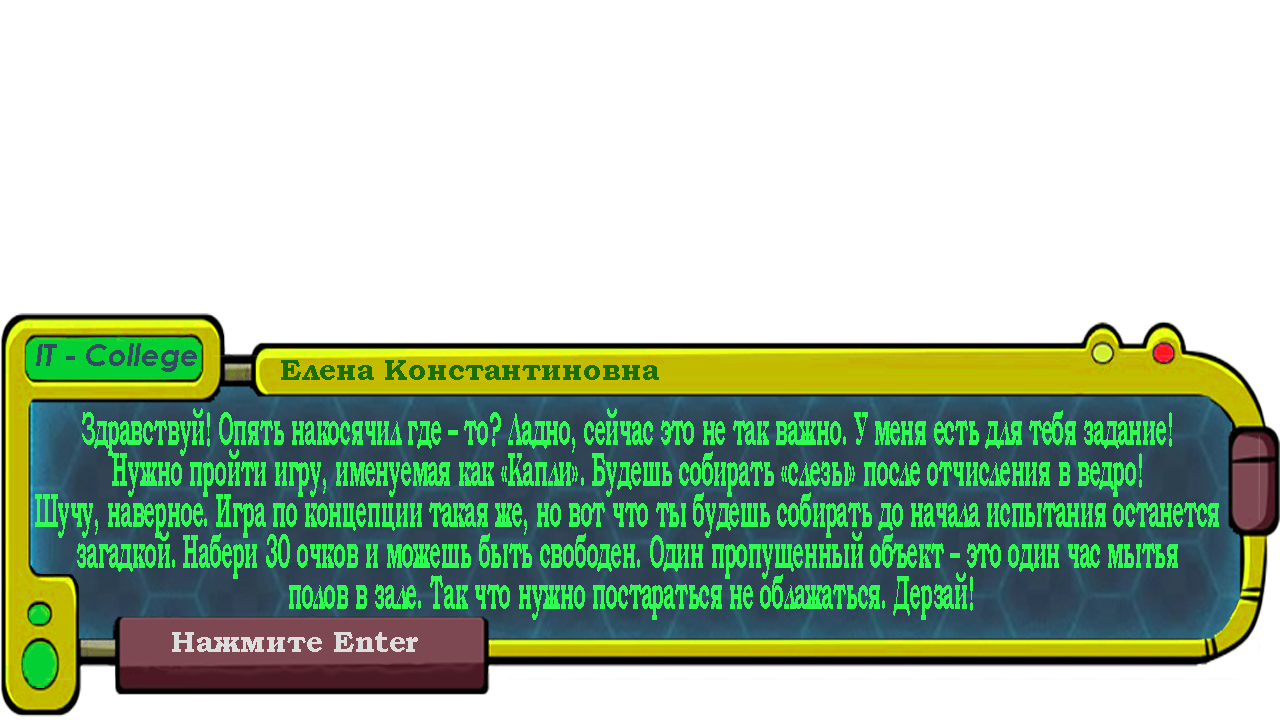 IT - College
Елена Константиновна
Здравствуй! Опять накосячил где – то? Ладно, сейчас это не так важно. У меня есть для тебя задание!
Нужно пройти игру, именуемая как «Капли». Будешь собирать «слезы» после отчисления в ведро!
Шучу, наверное. Игра по концепции такая же, но вот что ты будешь собирать до начала испытания останется
загадкой. Набери 30 очков и можешь быть свободен. Один пропущенный объект – это один час мытья
полов в зале. Так что нужно постараться не облажаться. Дерзай!
Нажмите Enter